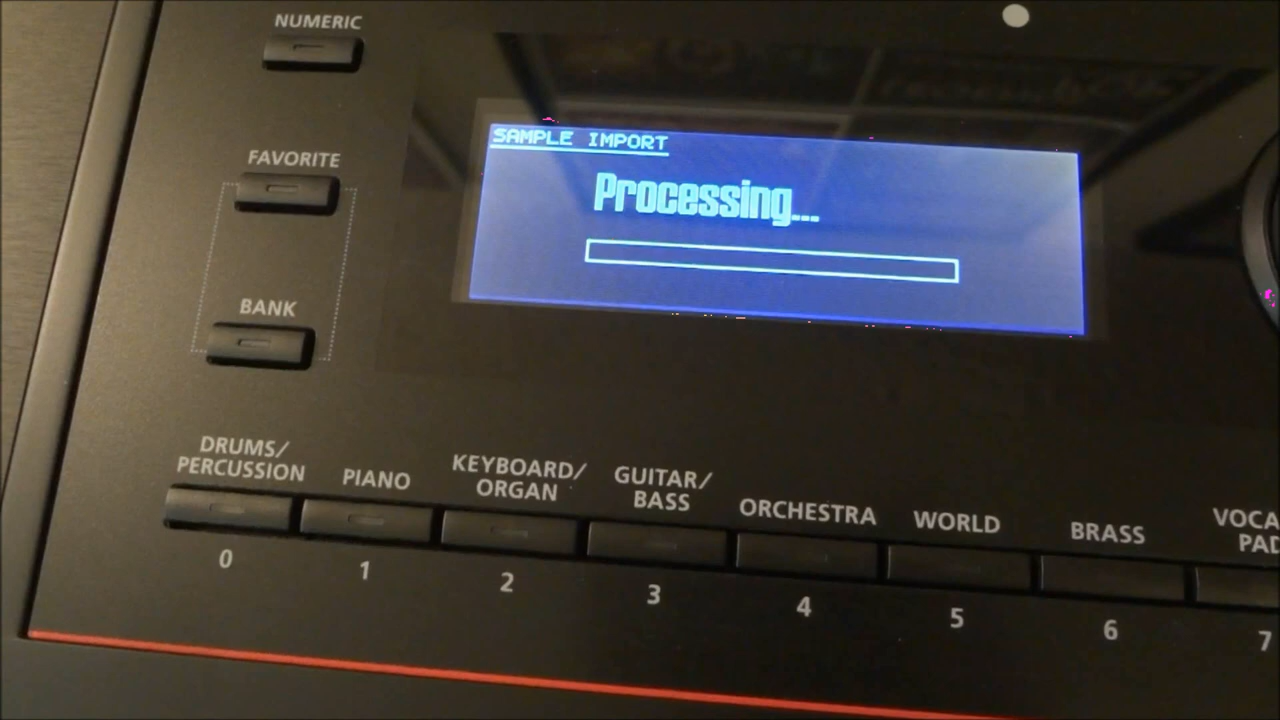 NUMERIC
SAMPLE IMPORT
Processing...
FAVORITE
BANK
DRUMS/
PERCUSSION
PIANO
KEYBOARD/
ORGAN
GUITAR/
BASS
ORCHESTRA
WORLD
BRASS
VOCA
PAD
0
1
2
3
4
5
6
7